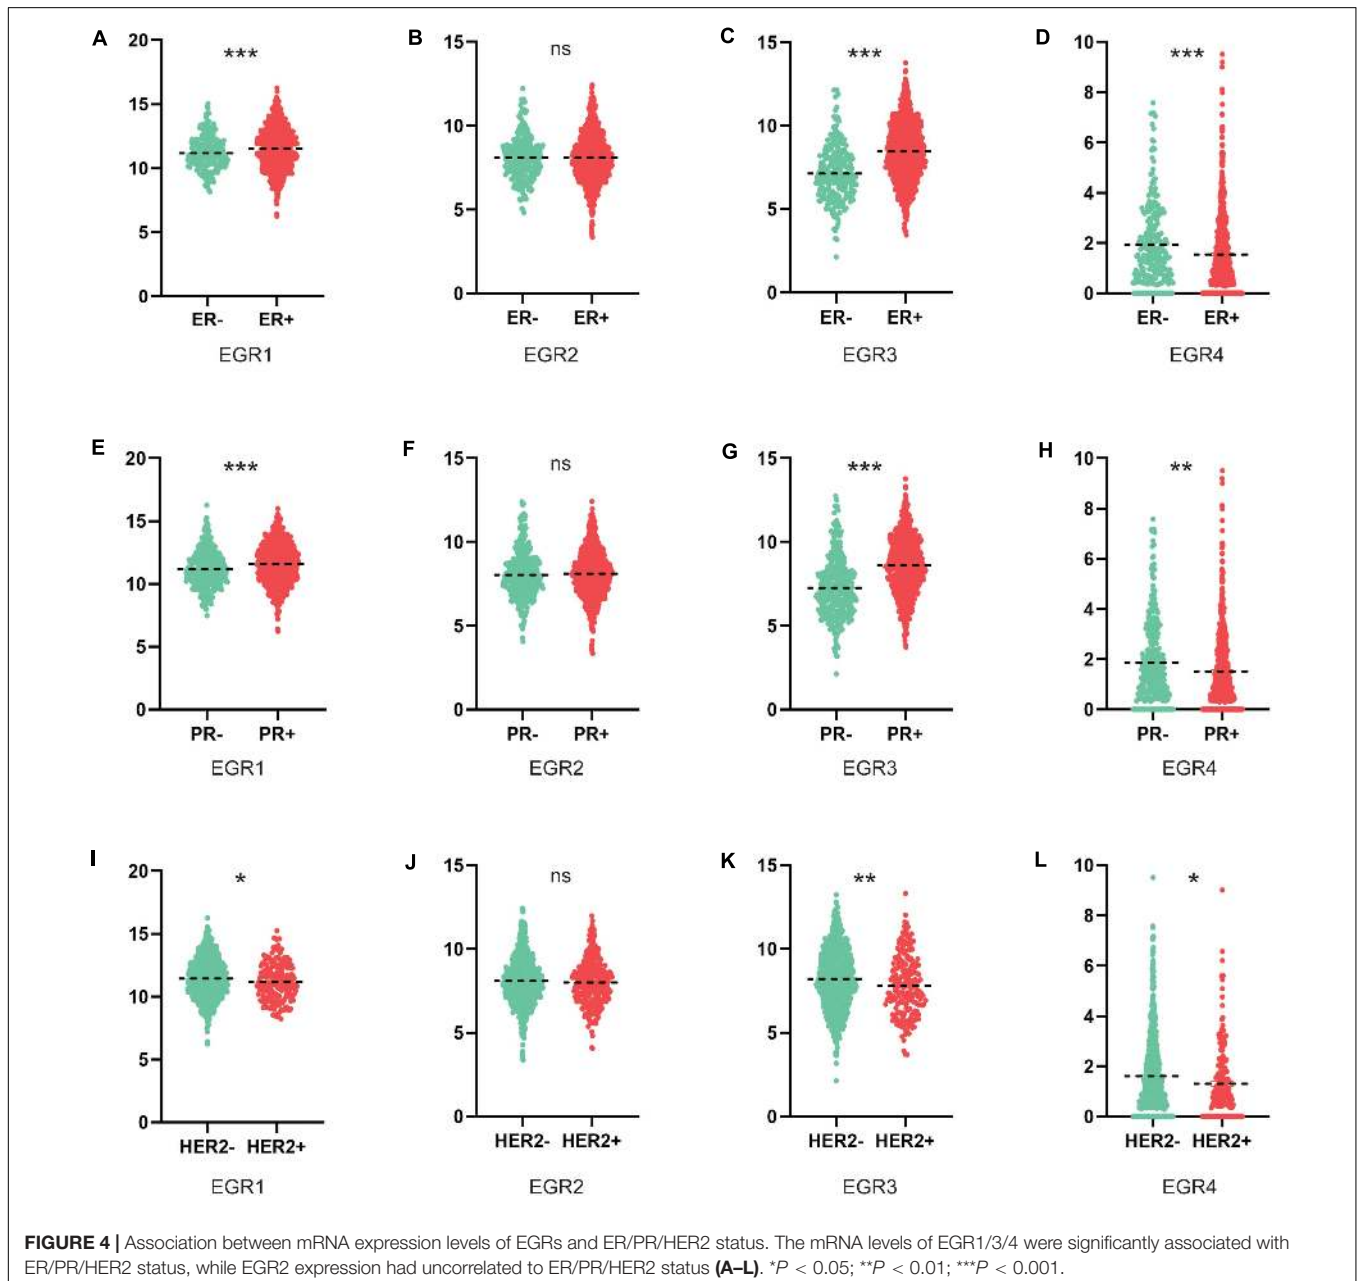 A
B
C
D
***
ns
***
***
20
15
10
5
0
ER-
ER+
EGR1
15
10
5
0
ER-
ER+
EGR2
15
10
5
0
ER-
ER+
EGR3
10
8
6
4
2
0
ER-
ER+
EGR4
E
F
G
H
***
ns
***
**
20
15
10
5
0
PR-
PR+
EGR1
15
10
5
0
PR-
PR+
EGR2
15
10
5
0
PR-
PR+
EGR3
10
8
6
4
2
0
PR-
PR+
EGR4
I
J
K
L
*
ns
**
*
20
15
10
5
0
HER2-
HER2+
EGR1
15
10
5
0
HER2-
HER2+
EGR2
15
10
5
0
HER2-
HER2+
EGR3
10
8
6
4
2
0
HER2-
HER2+
EGR4
FIGURE 4 | Association between mRNA expression levels of EGRs and ER/PR/HER2 status. The mRNA levels of EGR1/3/4 were significantly associated with
ER/PR/HER2 status, while EGR2 expression had uncorrelated to ER/PR/HER2 status (A–L). *P < 0.05; **P < 0.01; ***P < 0.001.